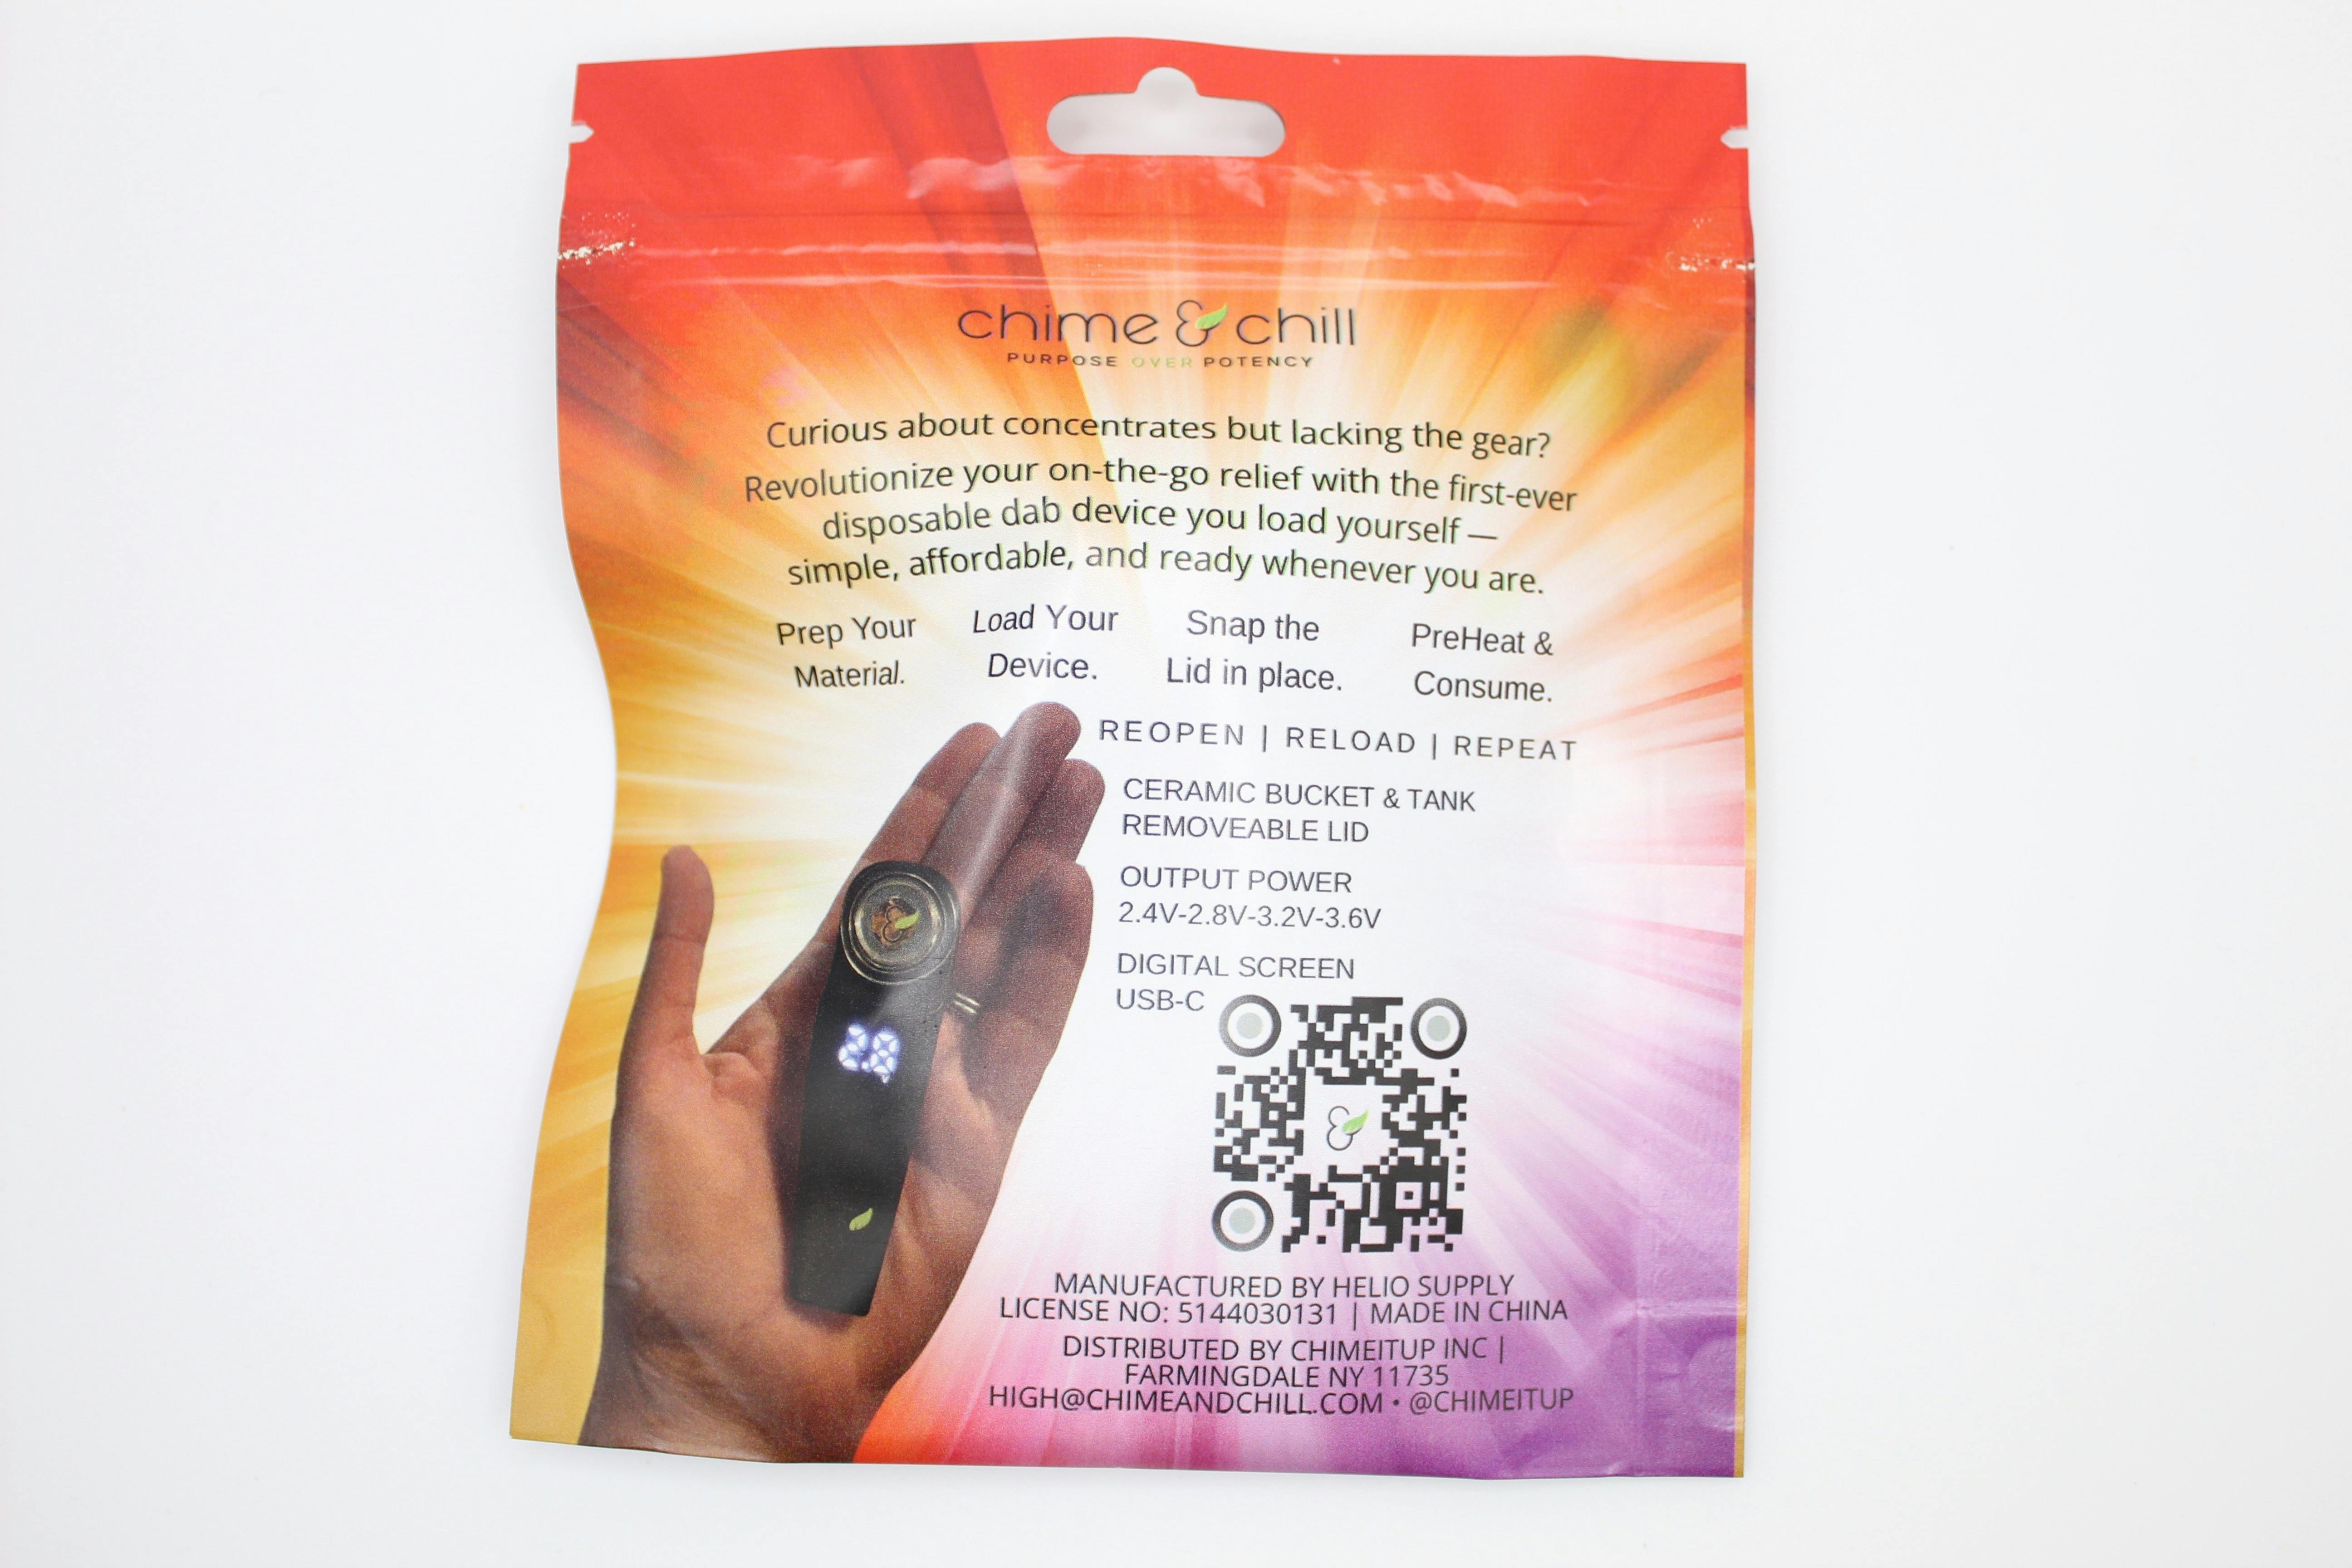 chime & chill
PURPOSE OVER POTENCY
Curious about concentrates but lacking the gear?
Revolutionize your on-the-go relief with the first-ever
disposable dab device you load yourself —
simple, affordable, and ready whenever you are.
Prep Your
Material.
Load Your
Device.
Snap the
Lid in place.
PreHeat &
Consume.
REOPEN | RELOAD | REPEAT
CERAMIC BUCKET & TANK
REMOVEABLE LID
OUTPUT POWER
2.4V-2.8V-3.2V-3.6V
DIGITAL SCREEN
USB-C
MANUFACTURED BY HELIO SUPPLY
LICENSE NO: 5144030131 | MADE IN CHINA
DISTRIBUTED BY CHIMEITUP INC |
FARMINGDALE NY 11735
HIGH@CHIMEANDCHILL.COM • @CHIMEITUP